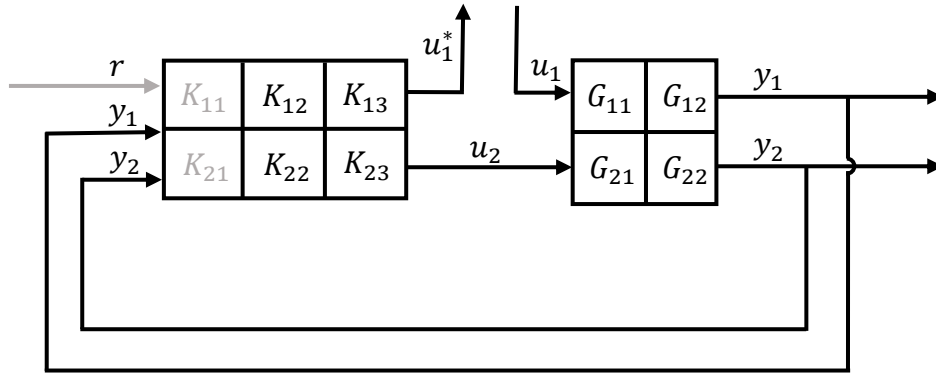 u₁*
r
K₁₁ K₁₂ K₁₃
u₁
G₁₁ G₁₂
y₁
y₁
y₂
K₂₁ K₂₂ K₂₃
u₂
G₂₁ G₂₂
y₂